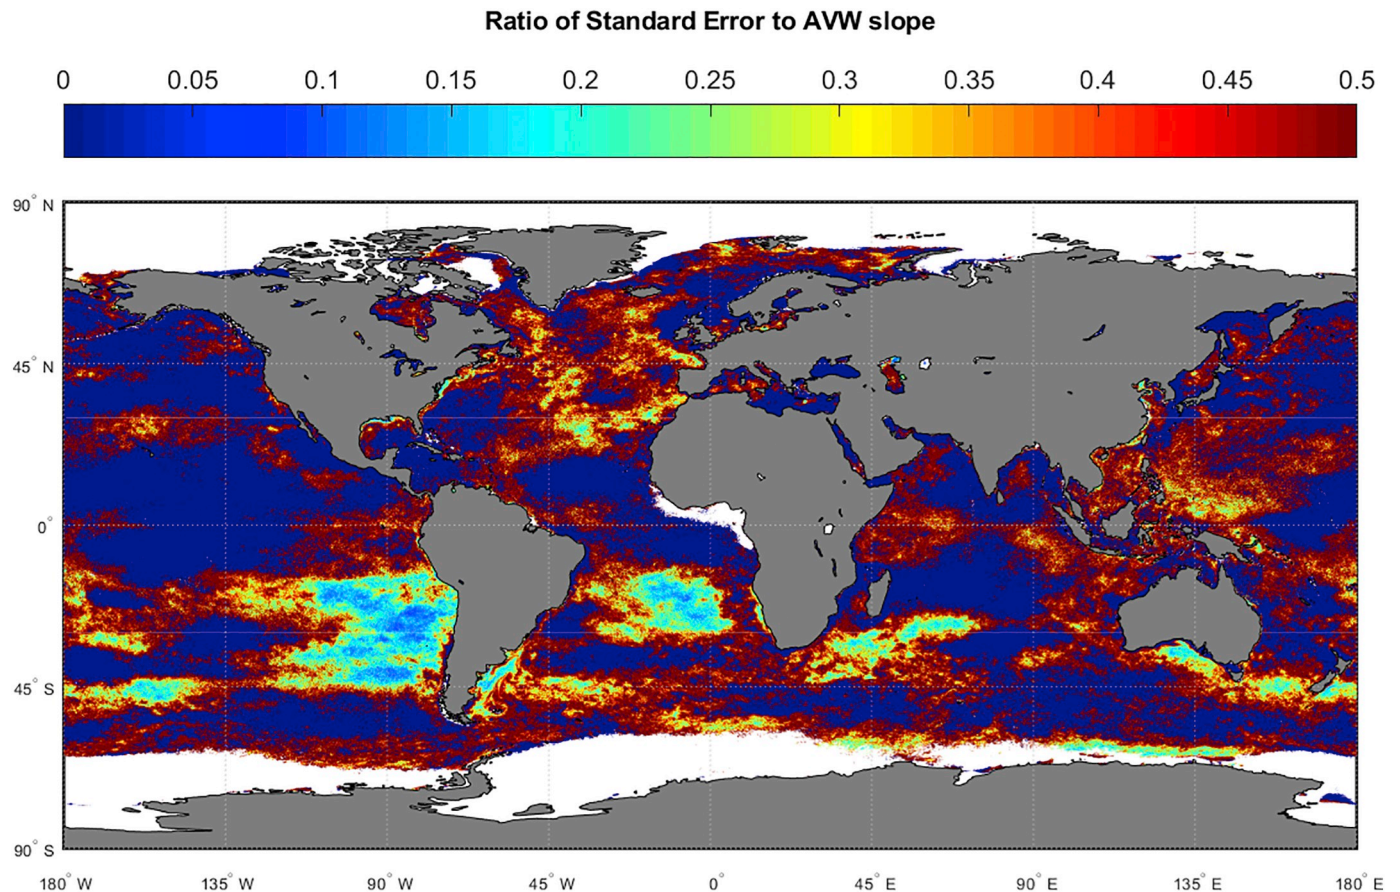 Ratio of Standard Error to AVW slope
0 0.05 0.1 0.15 0.2 0.25 0.3 0.35 0.4 0.45 0.5
90° N
45° N
0°
45° S
90° S
180° W 135° W 90° W 45° W 0° 45° E 90° E 135° E 180° E